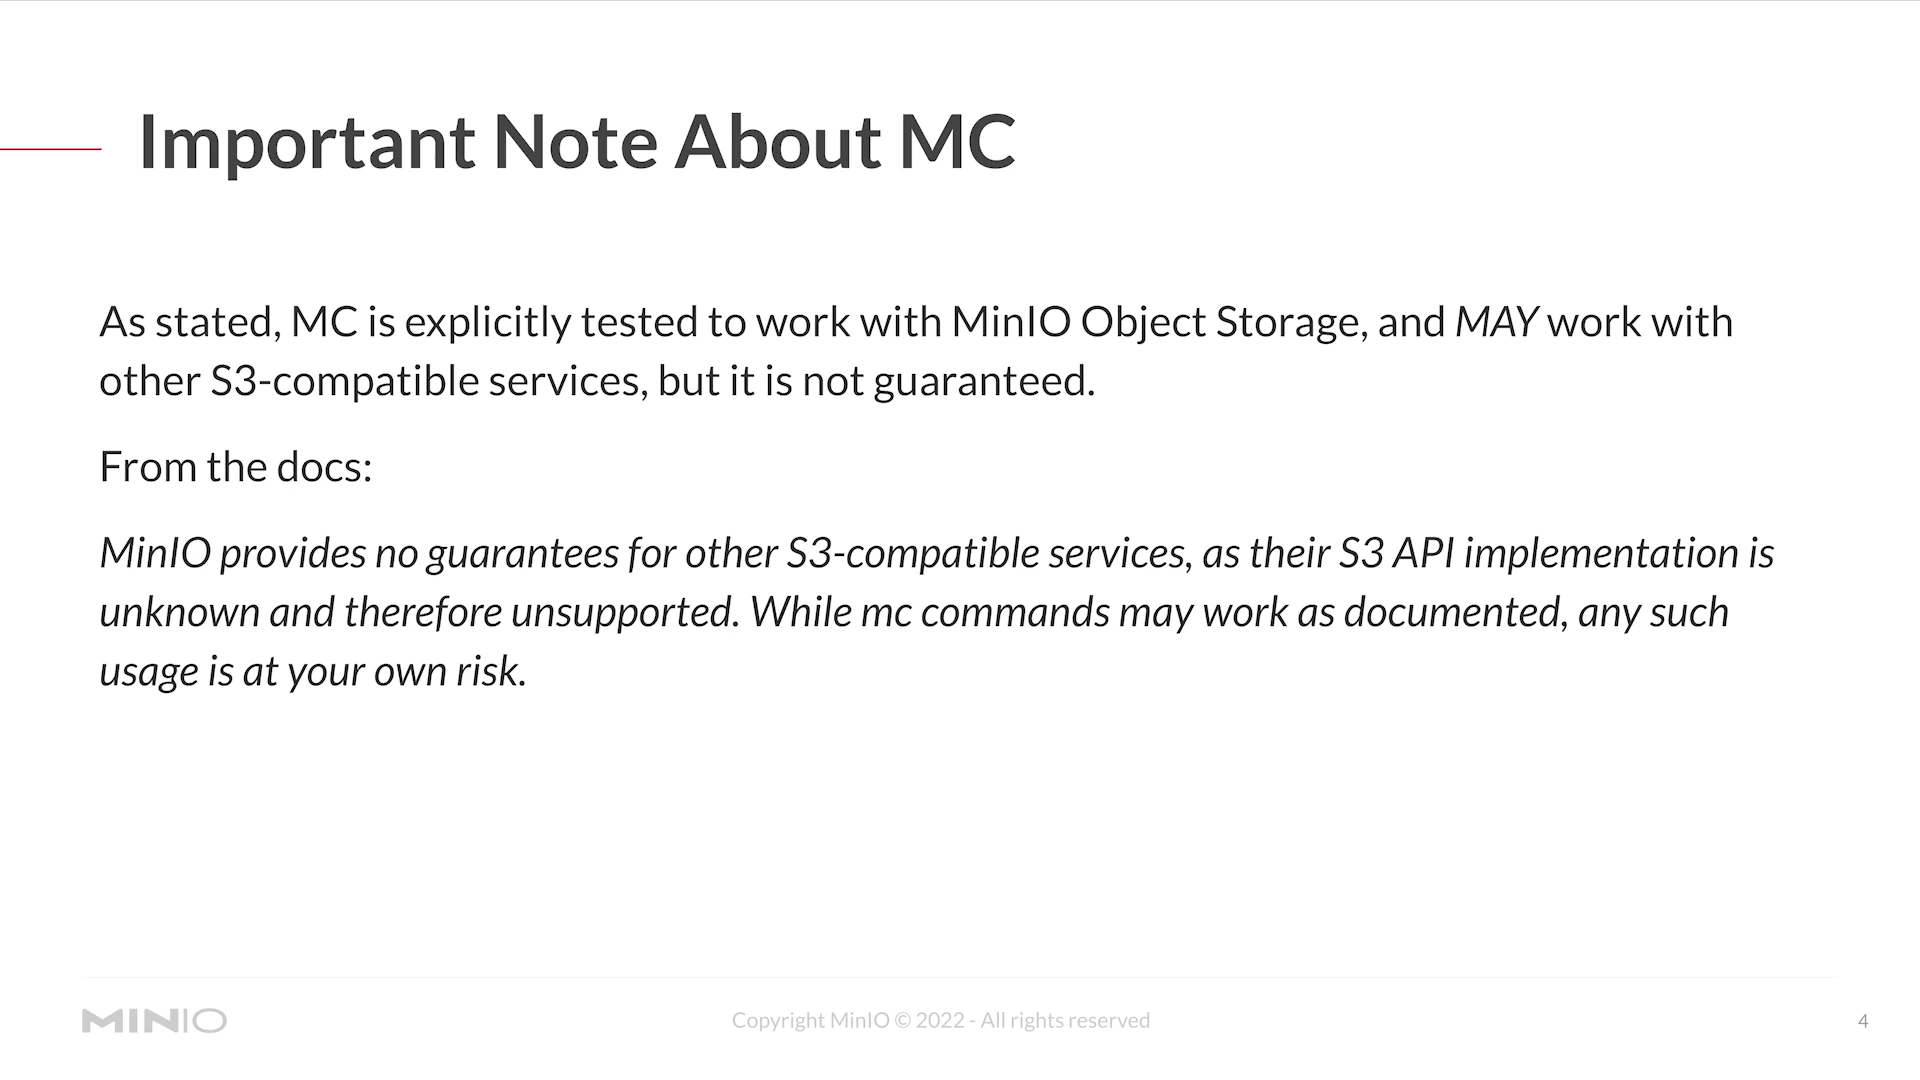 Important Note About MC
As stated, MC is explicitly tested to work with MinIO Object Storage, and MAY work with
other S3-compatible services, but it is not guaranteed.
From the docs:
MinIO provides no guarantees for other S3-compatible services, as their S3 API implementation is
unknown and therefore unsupported. While mc commands may work as documented, any such
usage is at your own risk.
MINIO
Copyright MinIO © 2022 - All rights reserved
4